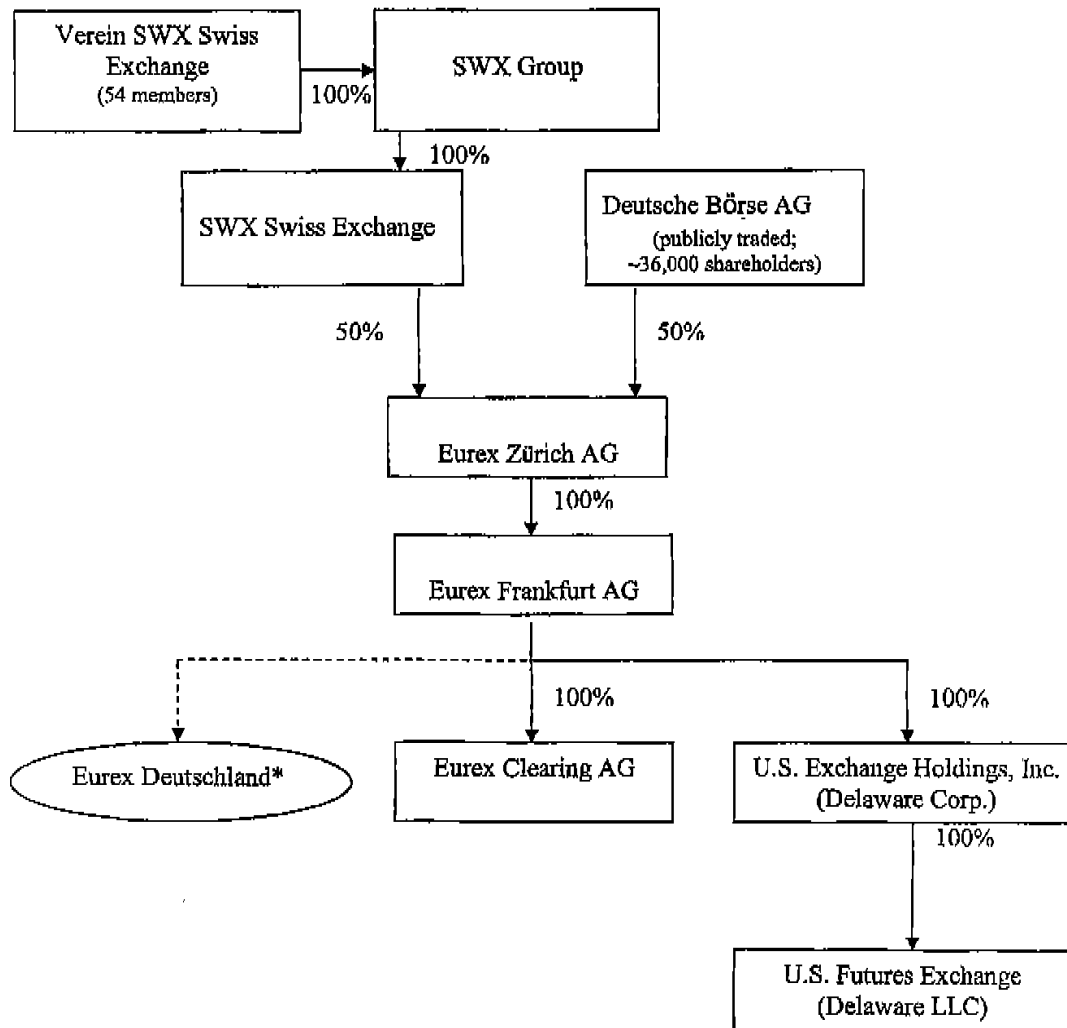 Verein SWX Swiss
Exchange
(54 members)
100%
SWX Group
100%
SWX Swiss Exchange
Deutsche Börse AG
(publicly traded;
~36,000 shareholders)
50%
50%
Eurex Zürich AG
100%
Eurex Frankfurt AG
100%
100%
Eurex Deutschland*
Eurex Clearing AG
U.S. Exchange Holdings, Inc.
(Delaware Corp.)
100%
U.S. Futures Exchange
(Delaware LLC)